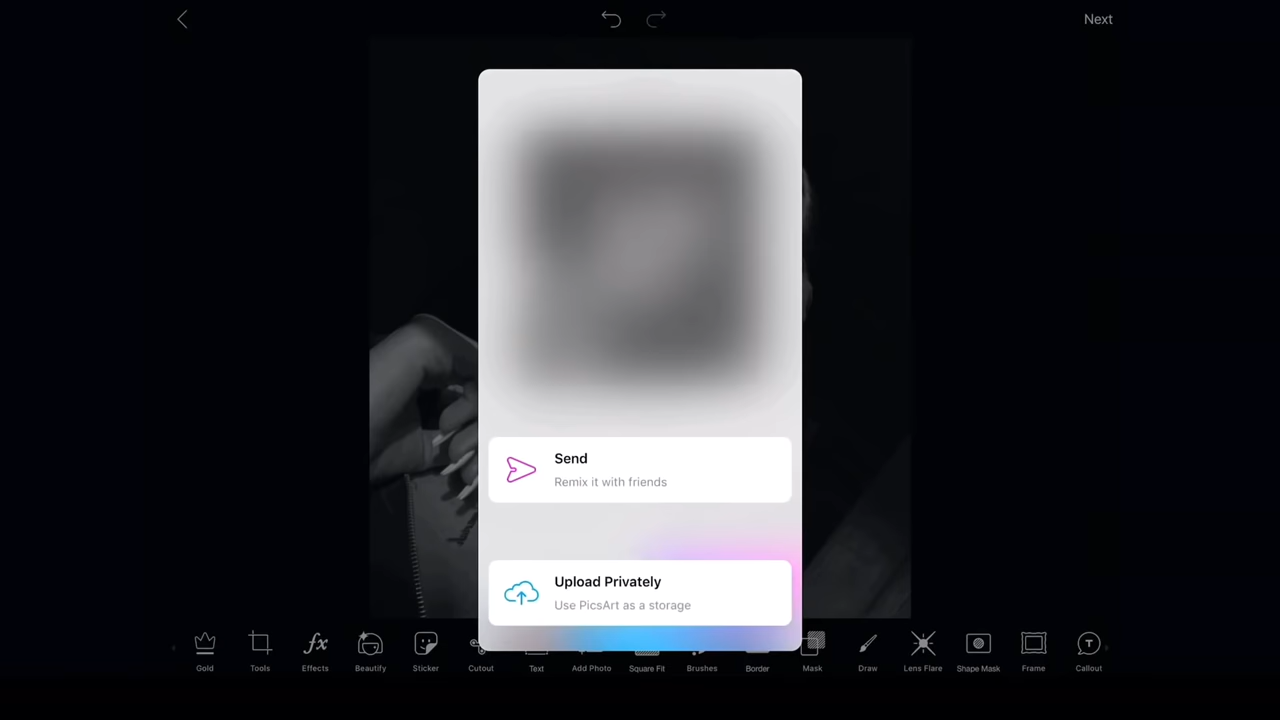 Next
Send
Remix it with friends
Upload Privately
Use PicsArt as a storage
Gold
Tools
fx
Effects
Beautify
Sticker
Cutout
Text
Add Photo
Square Fit
Brushes
Border
Mask
Draw
Lens Flare
Shape Mask
Frame
T
Callout